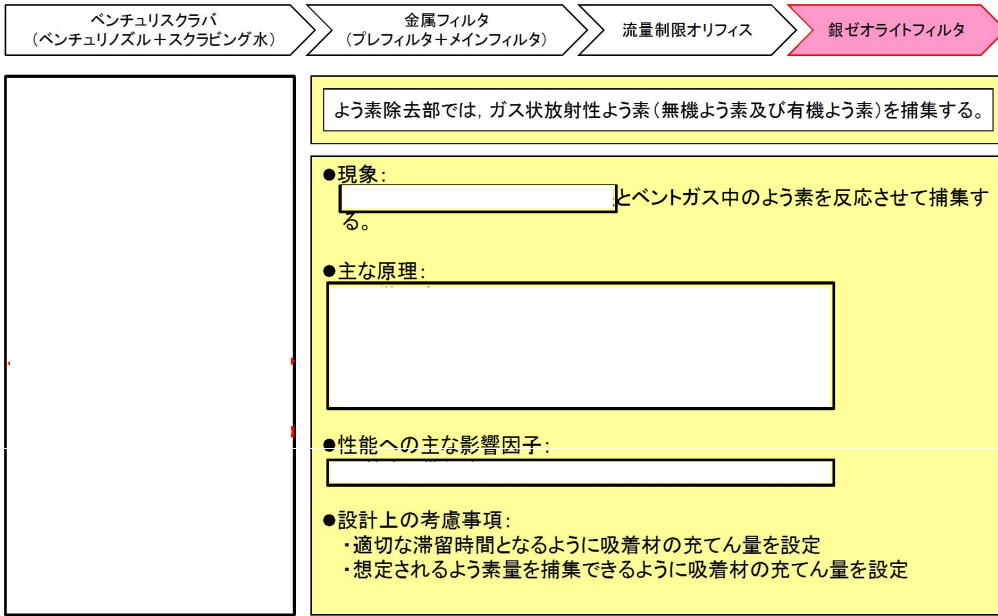 ベンチュリスクラバ
(ベンチュリノズル＋スクラビング水)
金属フィルタ
(プレフィルタ＋メインフィルタ)
流量制限オリフィス
銀ゼオライトフィルタ
よう素除去部では，ガス状放射性よう素(無機よう素及び有機よう素)を捕集する。
●現象：
とベントガス中のよう素を反応させて捕集す
る。
●主な原理：
●性能への主な影響因子：
●設計上の考慮事項：
・適切な滞留時間となるように吸着材の充てん量を設定
・想定されるよう素量を捕集できるように吸着材の充てん量を設定